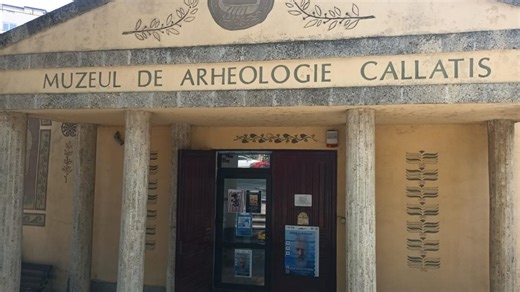 MUZEUL DE ARHEOLOGIE CALLATIS